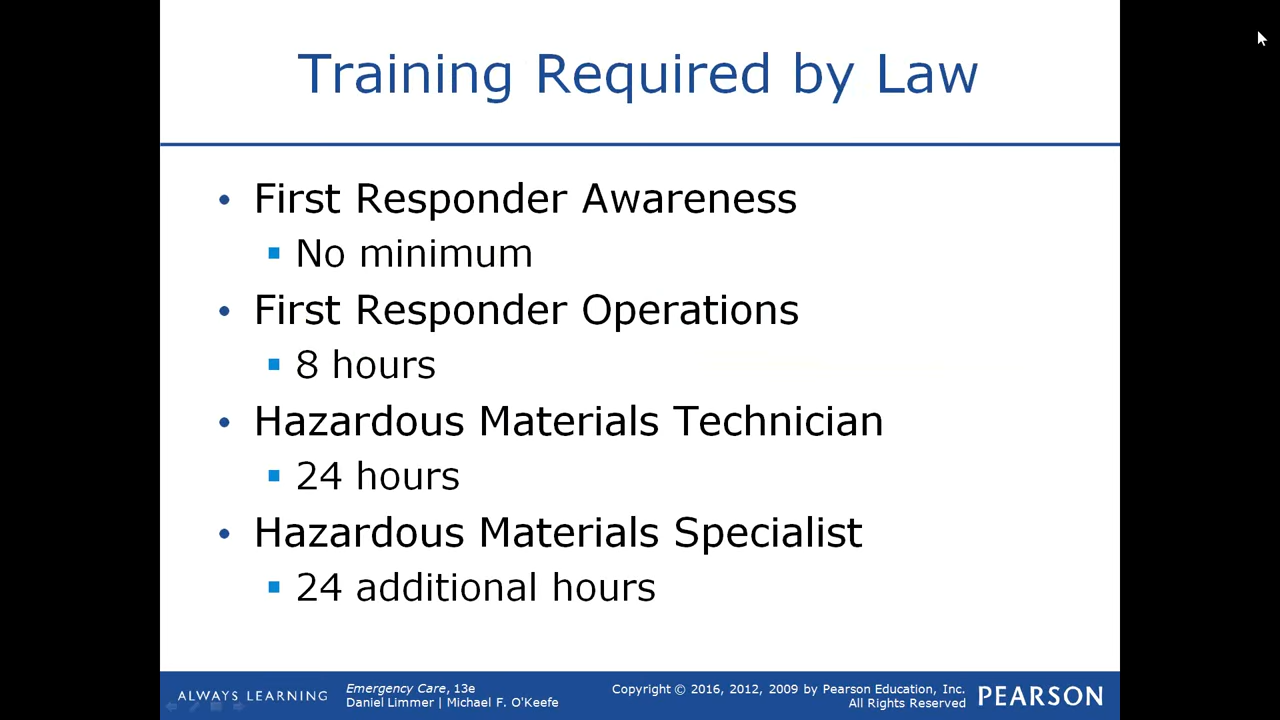 Training Required by Law
• First Responder Awareness
▪ No minimum
• First Responder Operations
▪ 8 hours
• Hazardous Materials Technician
▪ 24 hours
• Hazardous Materials Specialist
▪ 24 additional hours
ALWAYS LEARNING
Emergency Care, 13e
Daniel Limmer | Michael F. O'Keefe
Copyright © 2016, 2012, 2009 by Pearson Education, Inc.
All Rights Reserved
PEARSON